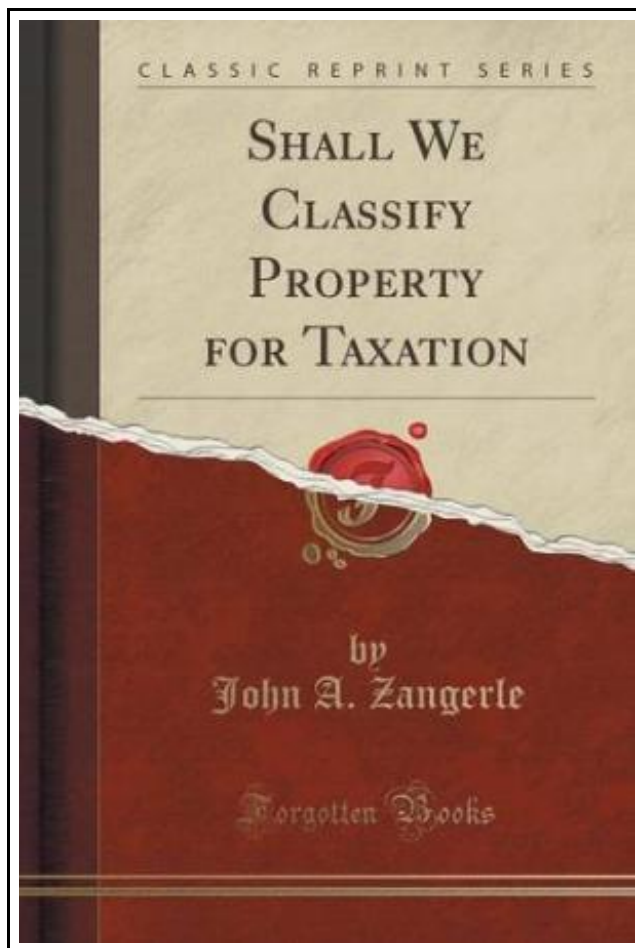 CLASSIC REPRINT SERIES
SHALL WE
CLASSIFY
PROPERTY
FOR TAXATION
F
by
John A. Zangerle
Forgotten Books